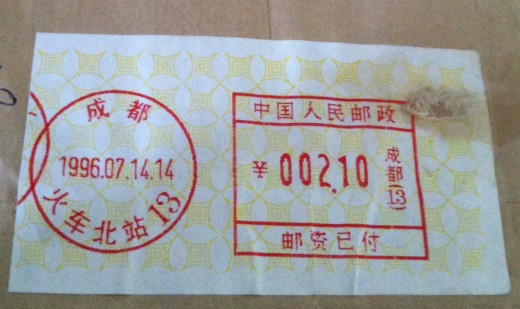 成都
1996.07.14.14
火车北站 13
中国人民邮政
¥ 002.10
成都(13)
邮资已付